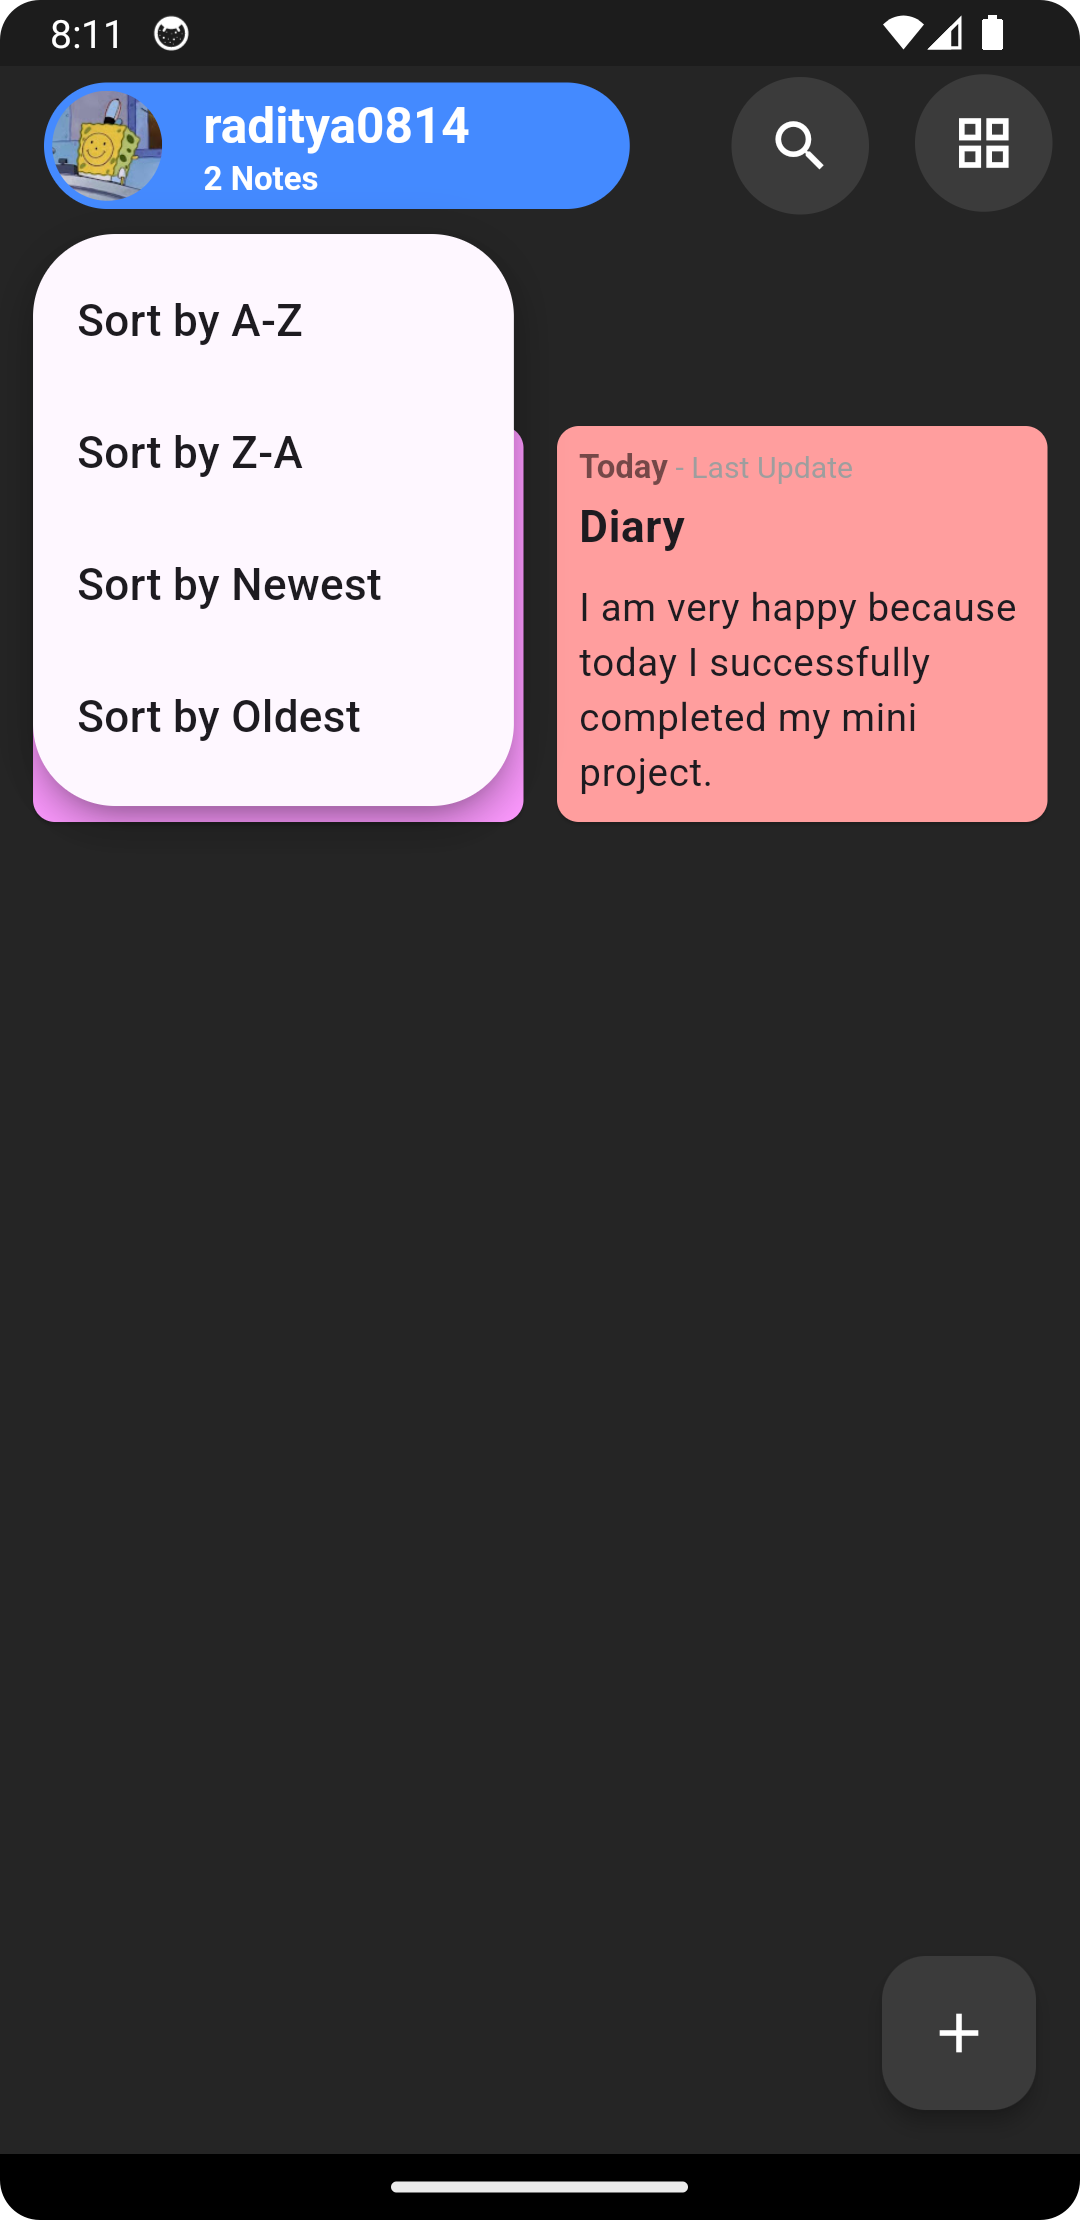 8:11
raditya0814
2 Notes
Sort by A-Z
Sort by Z-A
Sort by Newest
Sort by Oldest
Today - Last Update
Diary
I am very happy because
today I successfully
completed my mini
project.